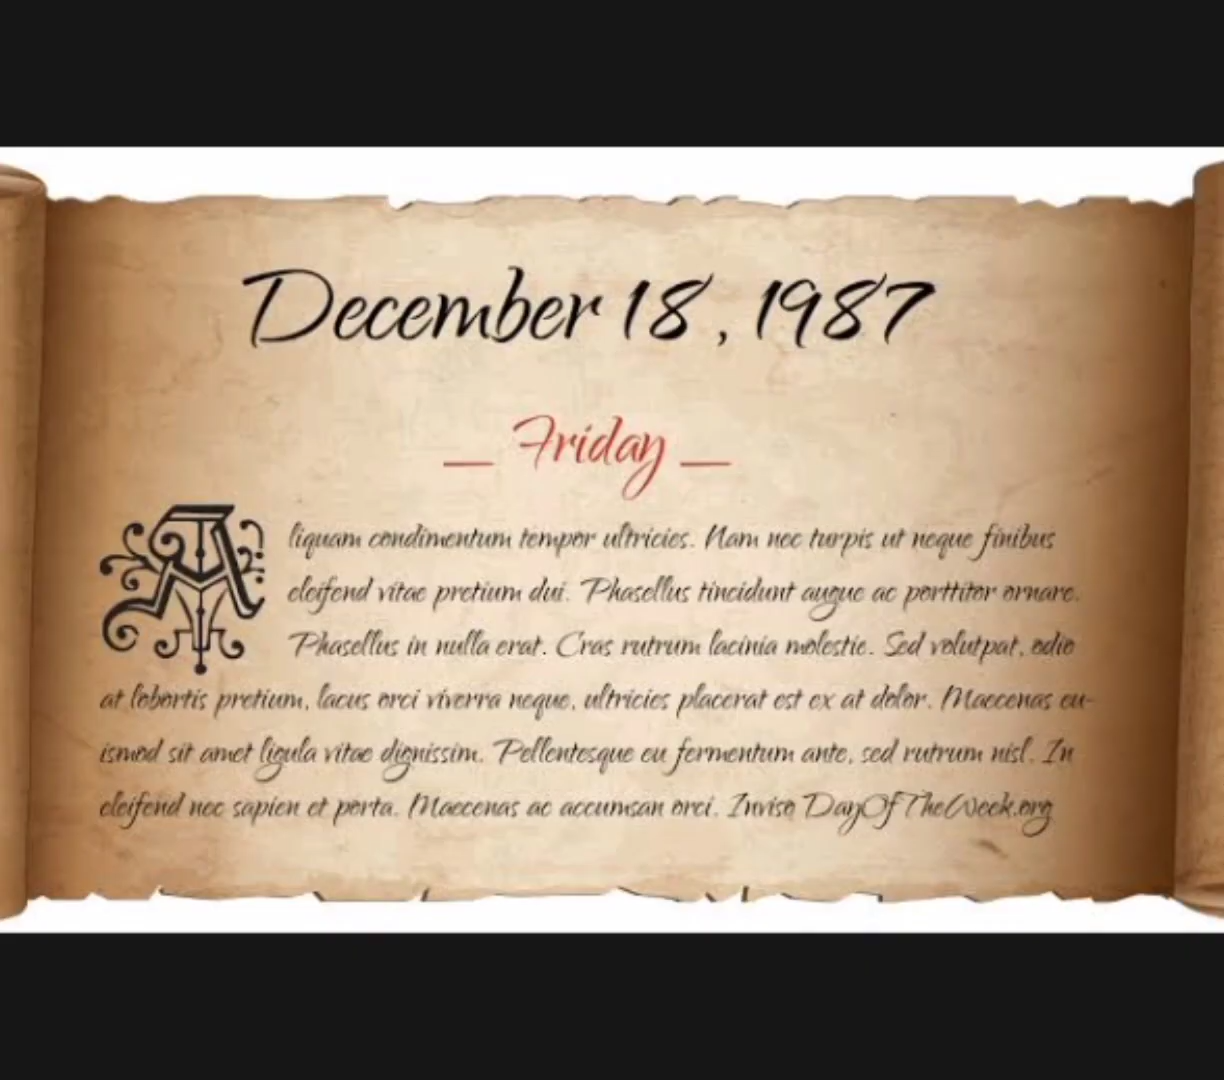 December 18, 1987
_ Friday _
Aliquam condimentum tempor ultricies. Nam nec turpis ut neque finibus
eleifend vitae pretium dui. Phasellus tincidunt augue ac porttitor ornare.
Phasellus in nulla erat. Cras rutrum lacinia molestie. Sed volutpat, odio
at lobortis pretium, lacus orci viverra neque, ultricies placerat est ex at dolor. Maecenas eu-
ismod sit amet ligula vitae dignissim. Pellentesque eu fermentum ante, sed rutrum nisl. In
eleifend nec sapien et porta. Maecenas ac accumsan orci. Inviso DayOfTheWeek.org